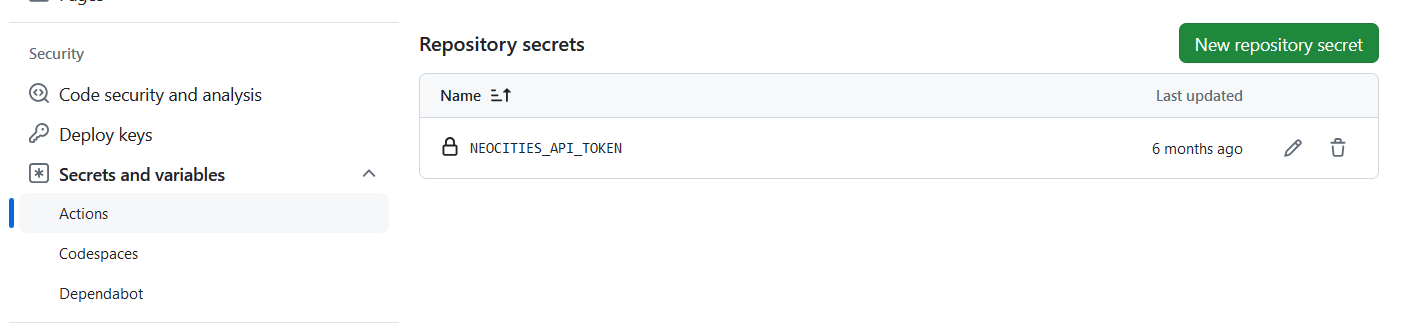 Pages
Security
Code security and analysis
Deploy keys
Secrets and variables
Actions
Codespaces
Dependabot
Repository secrets
New repository secret
Name
Last updated
NEOCITIES_API_TOKEN
6 months ago